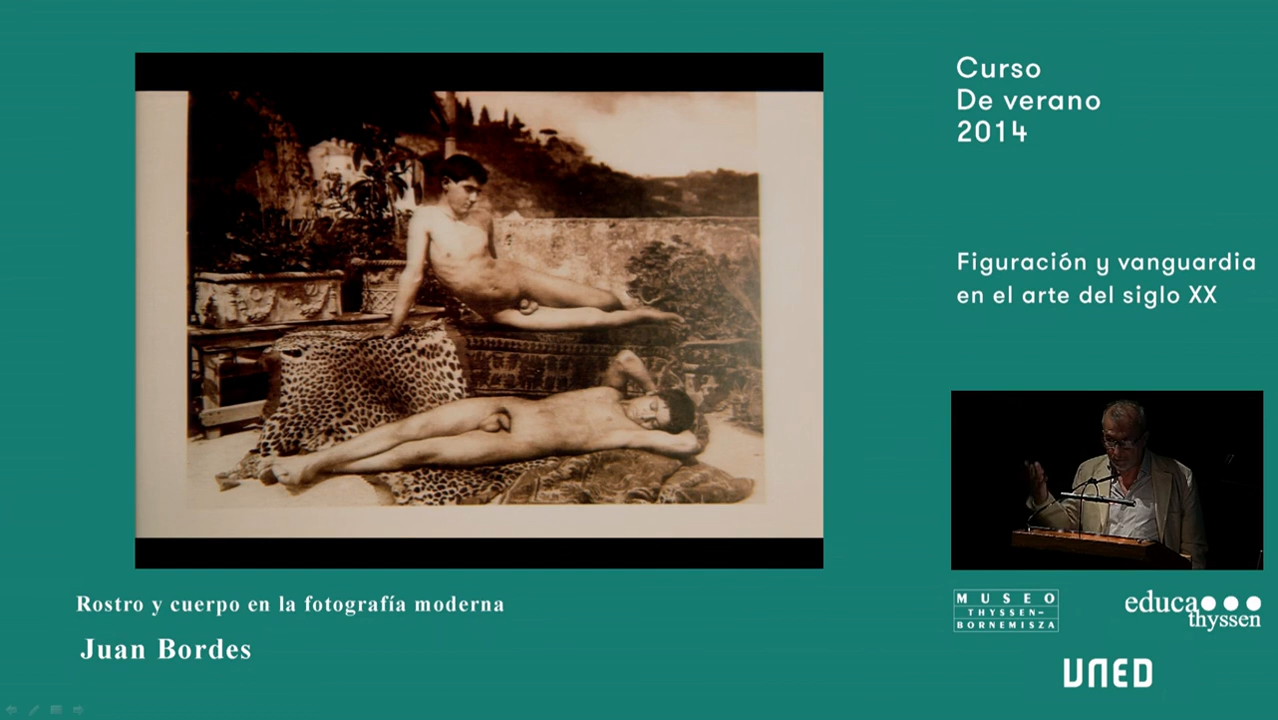 Curso
De verano
2014
Figuración y vanguardia
en el arte del siglo XX
Rostro y cuerpo en la fotografía moderna
Juan Bordes
MUSEO
THYSSEN-
BORNEMISZA
educa
thyssen
UNED